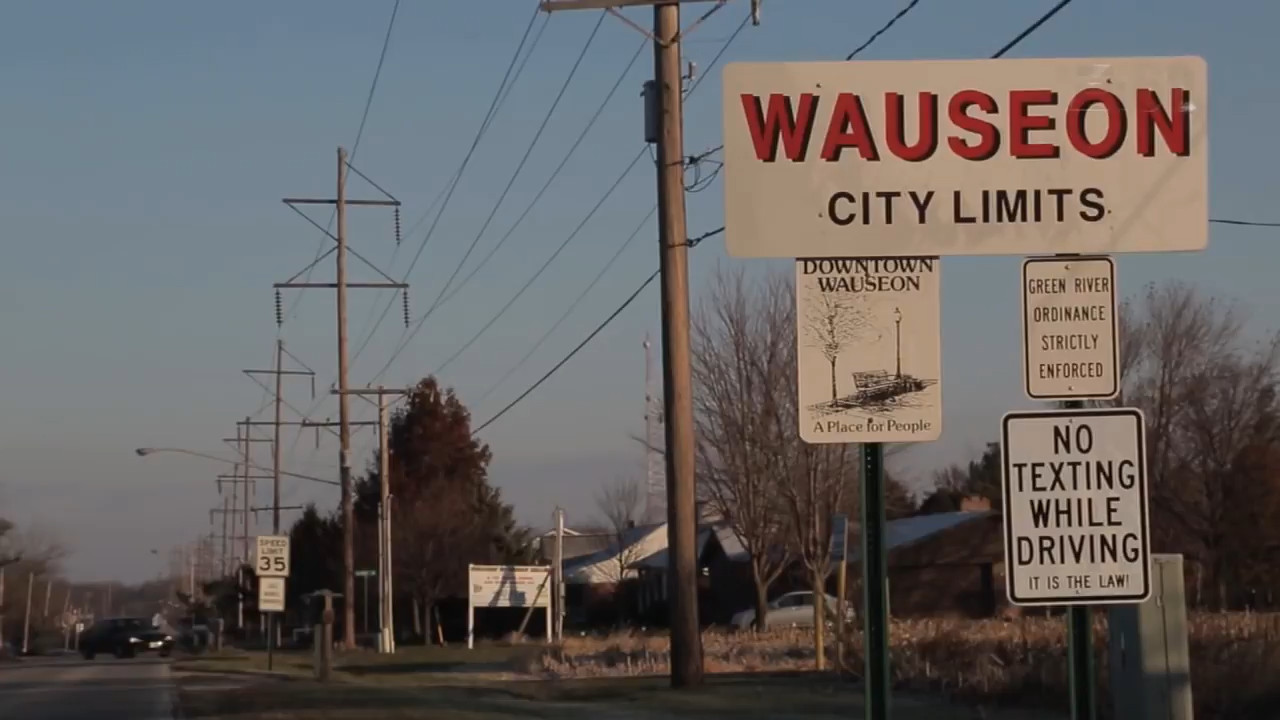 WAUSEON
CITY LIMITS
DOWNTOWN
WAUSEON
A Place for People
GREEN RIVER
ORDINANCE
STRICTLY
ENFORCED
NO
TEXTING
WHILE
DRIVING
IT IS THE LAW!
SPEED
LIMIT
35